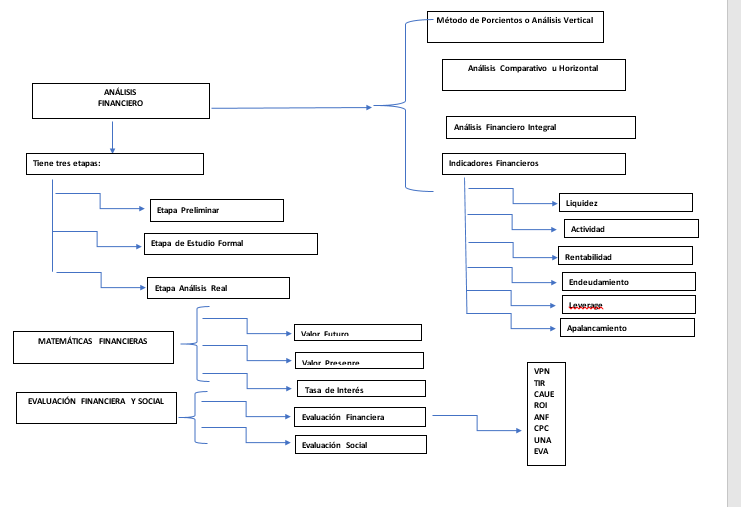 Método de Porcientos o Análisis Vertical
Análisis Comparativo u Horizontal
ANÁLISIS
FINANCIERO
Análisis Financiero Integral
Tiene tres etapas:
Indicadores Financieros
Etapa Preliminar
Etapa de Estudio Formal
Etapa Análisis Real
Liquidez
Actividad
Rentabilidad
Endeudamiento
Leverage
Apalancamiento
MATEMÁTICAS FINANCIERAS
Valor Futuro
Valor Presenre
Tasa de Interés
EVALUACIÓN FINANCIERA Y SOCIAL
Evaluación Financiera
Evaluación Social
VPN
TIR
CAUE
ROI
ANF
CPC
UNA
EVA